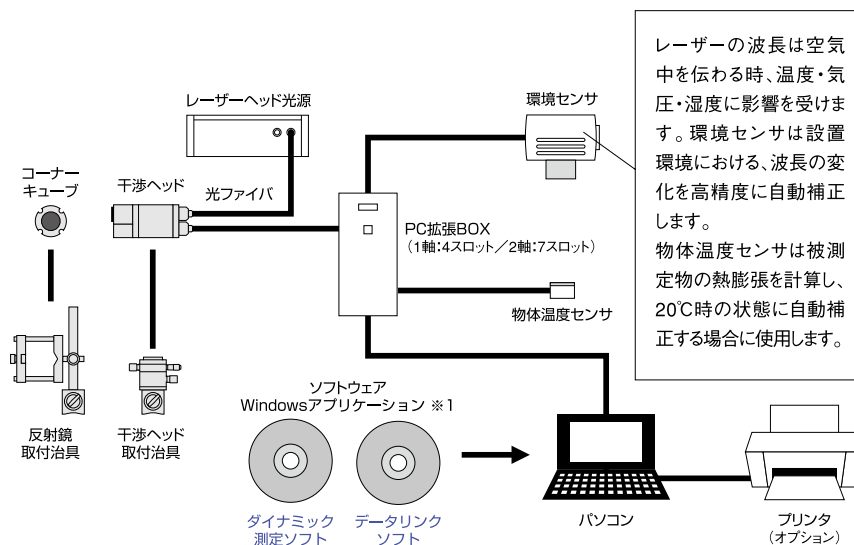 レーザーの波長は空気
中を伝わる時、温度・気
圧・湿度に影響を受けま
す。環境センサは設置
環境における、波長の変
化を高精度に自動補正
します。
物体温度センサは被測
定物の熱膨張を計算し、
20℃時の状態に自動補
正する場合に使用します。
レーザーヘッド光源
環境センサ
コーナー
キューブ
干渉ヘッド
光ファイバ
PC拡張BOX
（1軸：4スロット／2軸：7スロット）
物体温度センサ
反射鏡
取付治具
干渉ヘッド
取付治具
ソフトウェア
Windowsアプリケーション ※1
ダイナミック
測定ソフト
データリンク
ソフト
パソコン
プリンタ
（オプション）